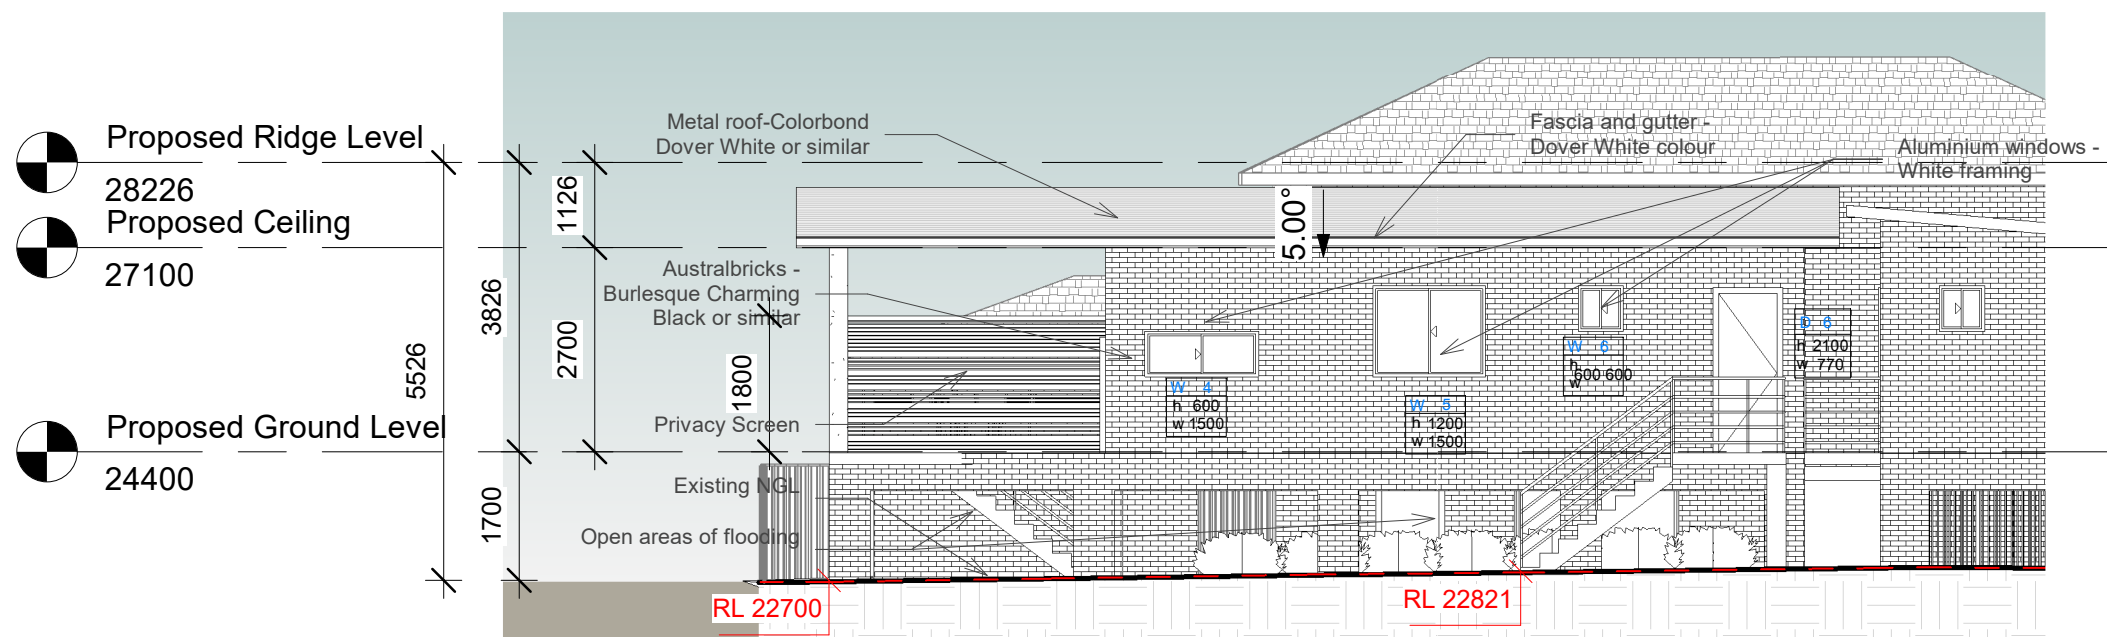 Proposed Ridge Level
28226
Proposed Ceiling
27100
Proposed Ground Level
24400
5526
3826
1700
1126
2700
1800
Metal roof-Colorbond
Dover White or similar
Australbricks -
Burlesque Charming
Black or similar
Privacy Screen
Existing NGL
Open areas of flooding
Fascia and gutter -
Dover White colour
Aluminium windows -
White framing
5.00°
W 4
h 600
w 1500
W 5
h 1200
w 1500
W 6
h
600 600
w
D 6
h 2100
w 770
RL 22700
RL 22821